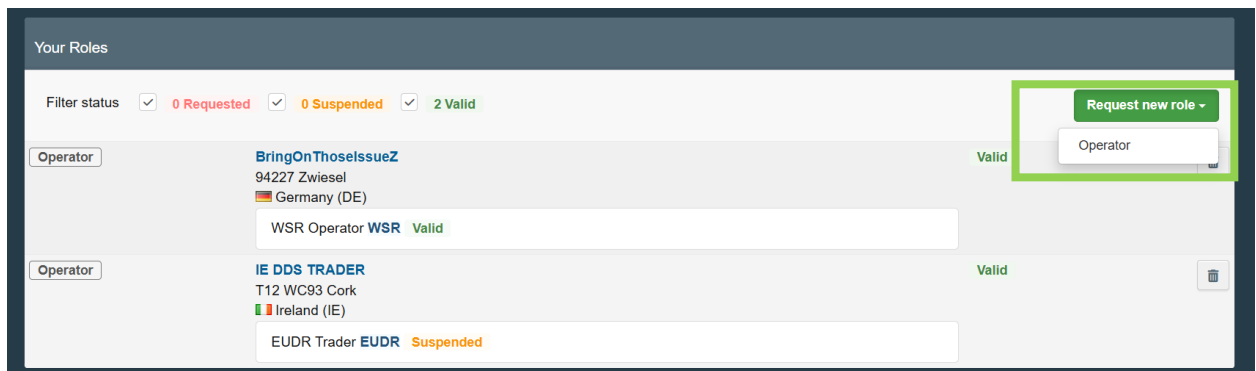 Your Roles
Filter status 0 Requested 0 Suspended 2 Valid Request new role
Operator
Operator BringOnThoseIssueZ Valid
94227 Zwiesel
Germany (DE)
WSR Operator WSR Valid
Operator IE DDS TRADER Valid
T12 WC93 Cork
Ireland (IE)
EUDR Trader EUDR Suspended